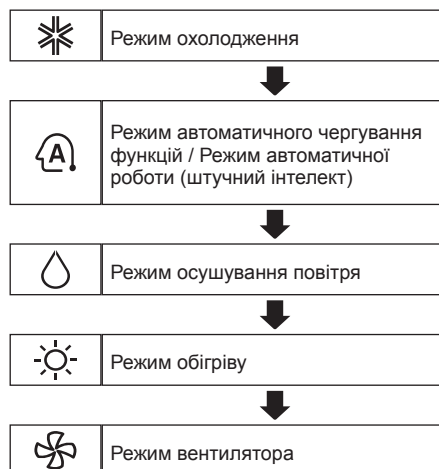 Режим охолодження
A
Режим автоматичного чергування
функцій / Режим автоматичної
роботи (штучний інтелект)
Режим осушування повітря
Режим обігріву
Режим вентилятора